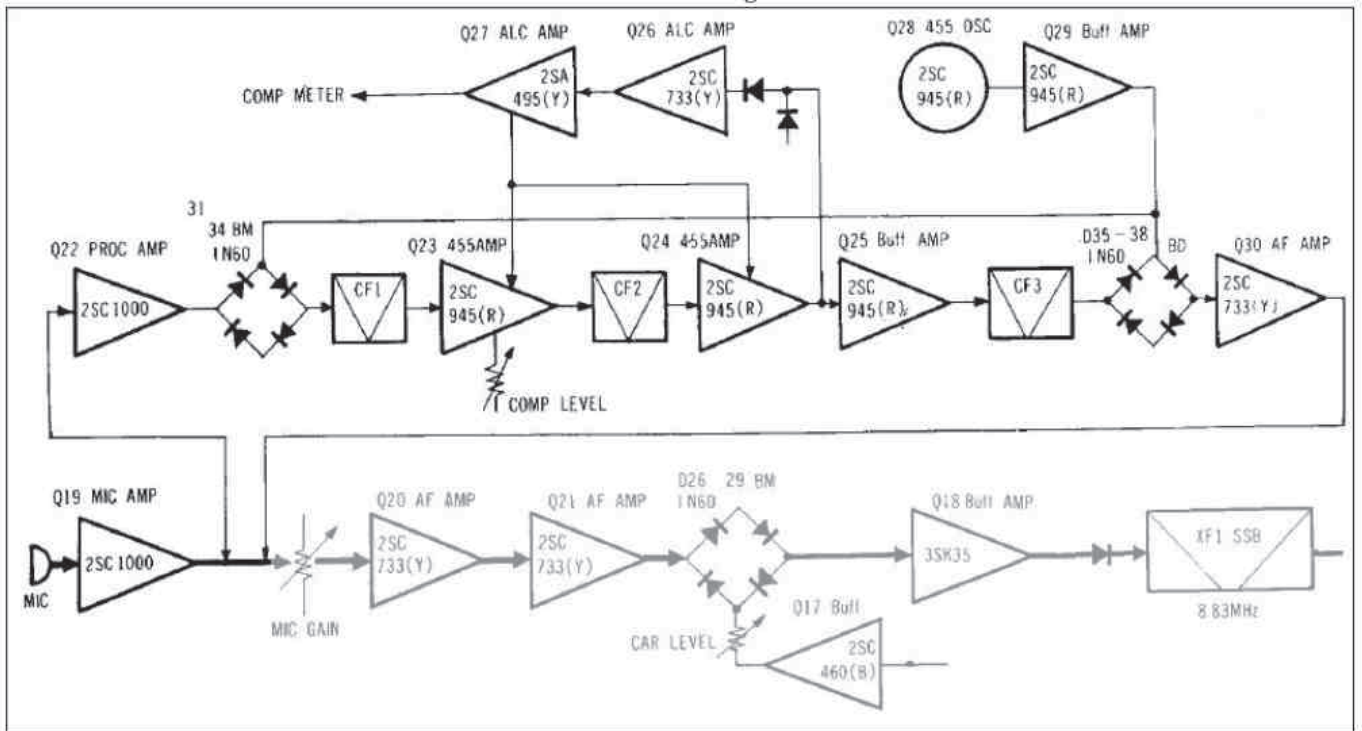 Q27 ALC AMP
Q26 ALC AMP
Q28 455 OSC
Q29 Buff AMP
2SA
495(Y)
2SC
733(Y)
2SC
945(R)
2SC
945(R)
COMP METER
31
34 BM
1N60
Q22 PROC AMP
Q23 455AMP
Q24 455AMP
Q25 Buff AMP
D35-38
1N60
BD
Q30 AF AMP
2SC1000
CF1
2SC
945(R)
CF2
2SC
945(R)
2SC
945(R)
CF3
2SC
733(Y)
COMP LEVEL
Q19 MIC AMP
Q20 AF AMP
Q21 AF AMP
D26 29 BM
1N60
Q18 Buff AMP
XF1 SSB
2SC1000
2SC
733(Y)
2SC
733(Y)
3SK35
MIC
MIC GAIN
Q17 Buff
8.83MHz
CAR LEVEL
2SC
460(B)